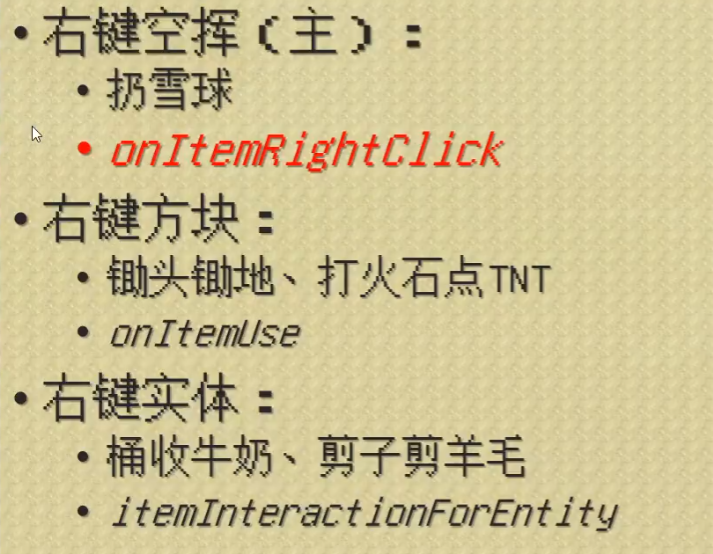 • 右键空挥（主）：
• 扔雪球
• onItemRightClick
• 右键方块：
• 锄头锄地、打火石点TNT
• onItemUse
• 右键实体：
• 桶收牛奶、剪子剪羊毛
• itemInteractionForEntity